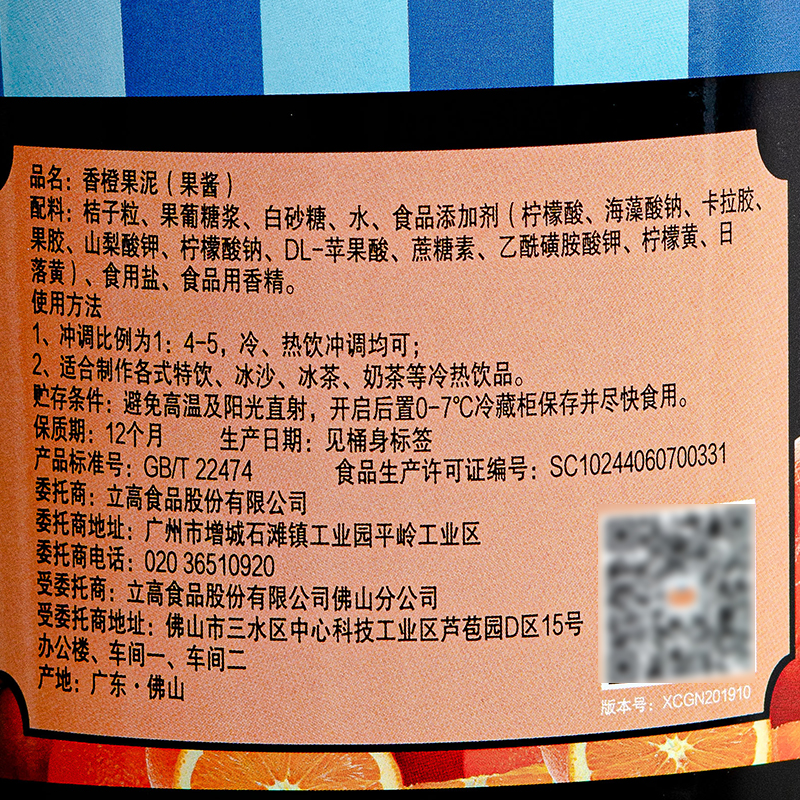 品名：香橙果泥（果酱）
配料：桔子粒、果葡糖浆、白砂糖、水、食品添加剂（柠檬酸、海藻酸钠、卡拉胶、
果胶、山梨酸钾、柠檬酸钠、DL-苹果酸、蔗糖素、乙酰磺胺酸钾、柠檬黄、日
落黄）、食用盐、食品用香精。
使用方法
1、冲调比例为1：4-5，冷、热饮冲调均可；
2、适合制作各式特饮、冰沙、冰茶、奶茶等冷热饮品。
贮存条件：避免高温及阳光直射，开启后置0-7℃冷藏柜保存并尽快食用。
保质期：12个月 生产日期：见桶身标签
产品标准号：GB/T 22474 食品生产许可证编号：SC10244060700331
委托商：立高食品股份有限公司
委托商地址：广州市增城石滩镇工业园平岭工业区
委托商电话：020 36510920
受委托商：立高食品股份有限公司佛山分公司
受委托商地址：佛山市三水区中心科技工业区芦苞园D区15号
办公楼、车间一、车间二
产地：广东·佛山
版本号：XCGN201910